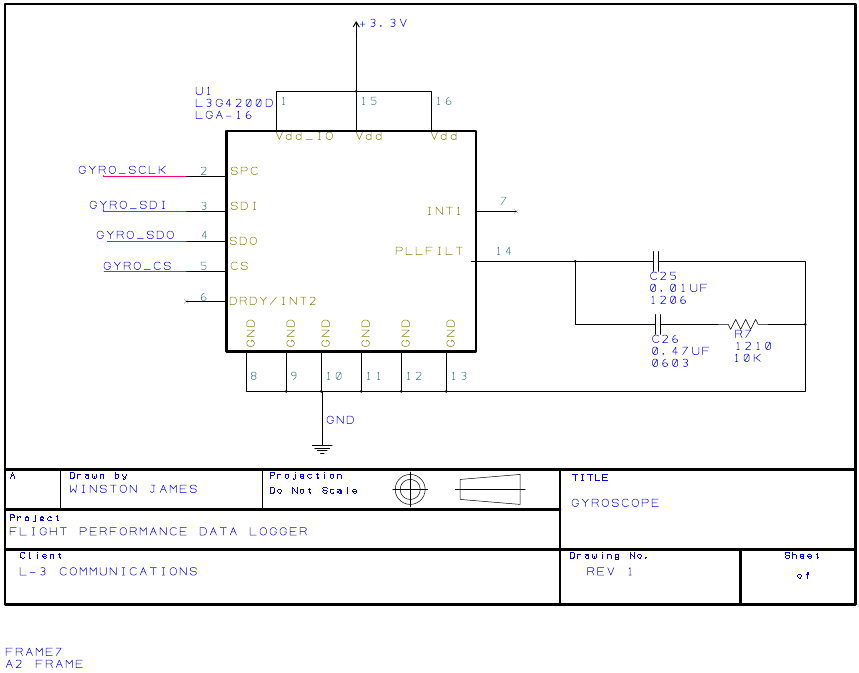 +3.3V
U1
L3G4200D
LGA-16
1
15
16
Vdd_IO
Vdd
Vdd
GYRO_SCLK
2
SPC
GYRO_SDI
3
SDI
7
INT1
GYRO_SDO
4
SDO
PLLFILT
14
GYRO_CS
5
CS
6
DRDY/INT2
C25
0.01UF
1206
C26
0.47UF
0603
R7
1210
10K
GND
GND
GND
GND
GND
GND
8
9
10
11
12
13
GND
A
Drawn by
WINSTON JAMES
Projection
Do Not Scale
TITLE
GYROSCOPE
Project
FLIGHT PERFORMANCE DATA LOGGER
Client
L-3 COMMUNICATIONS
Drawing No.
REV 1
Sheet
of
FRAME7
A2 FRAME